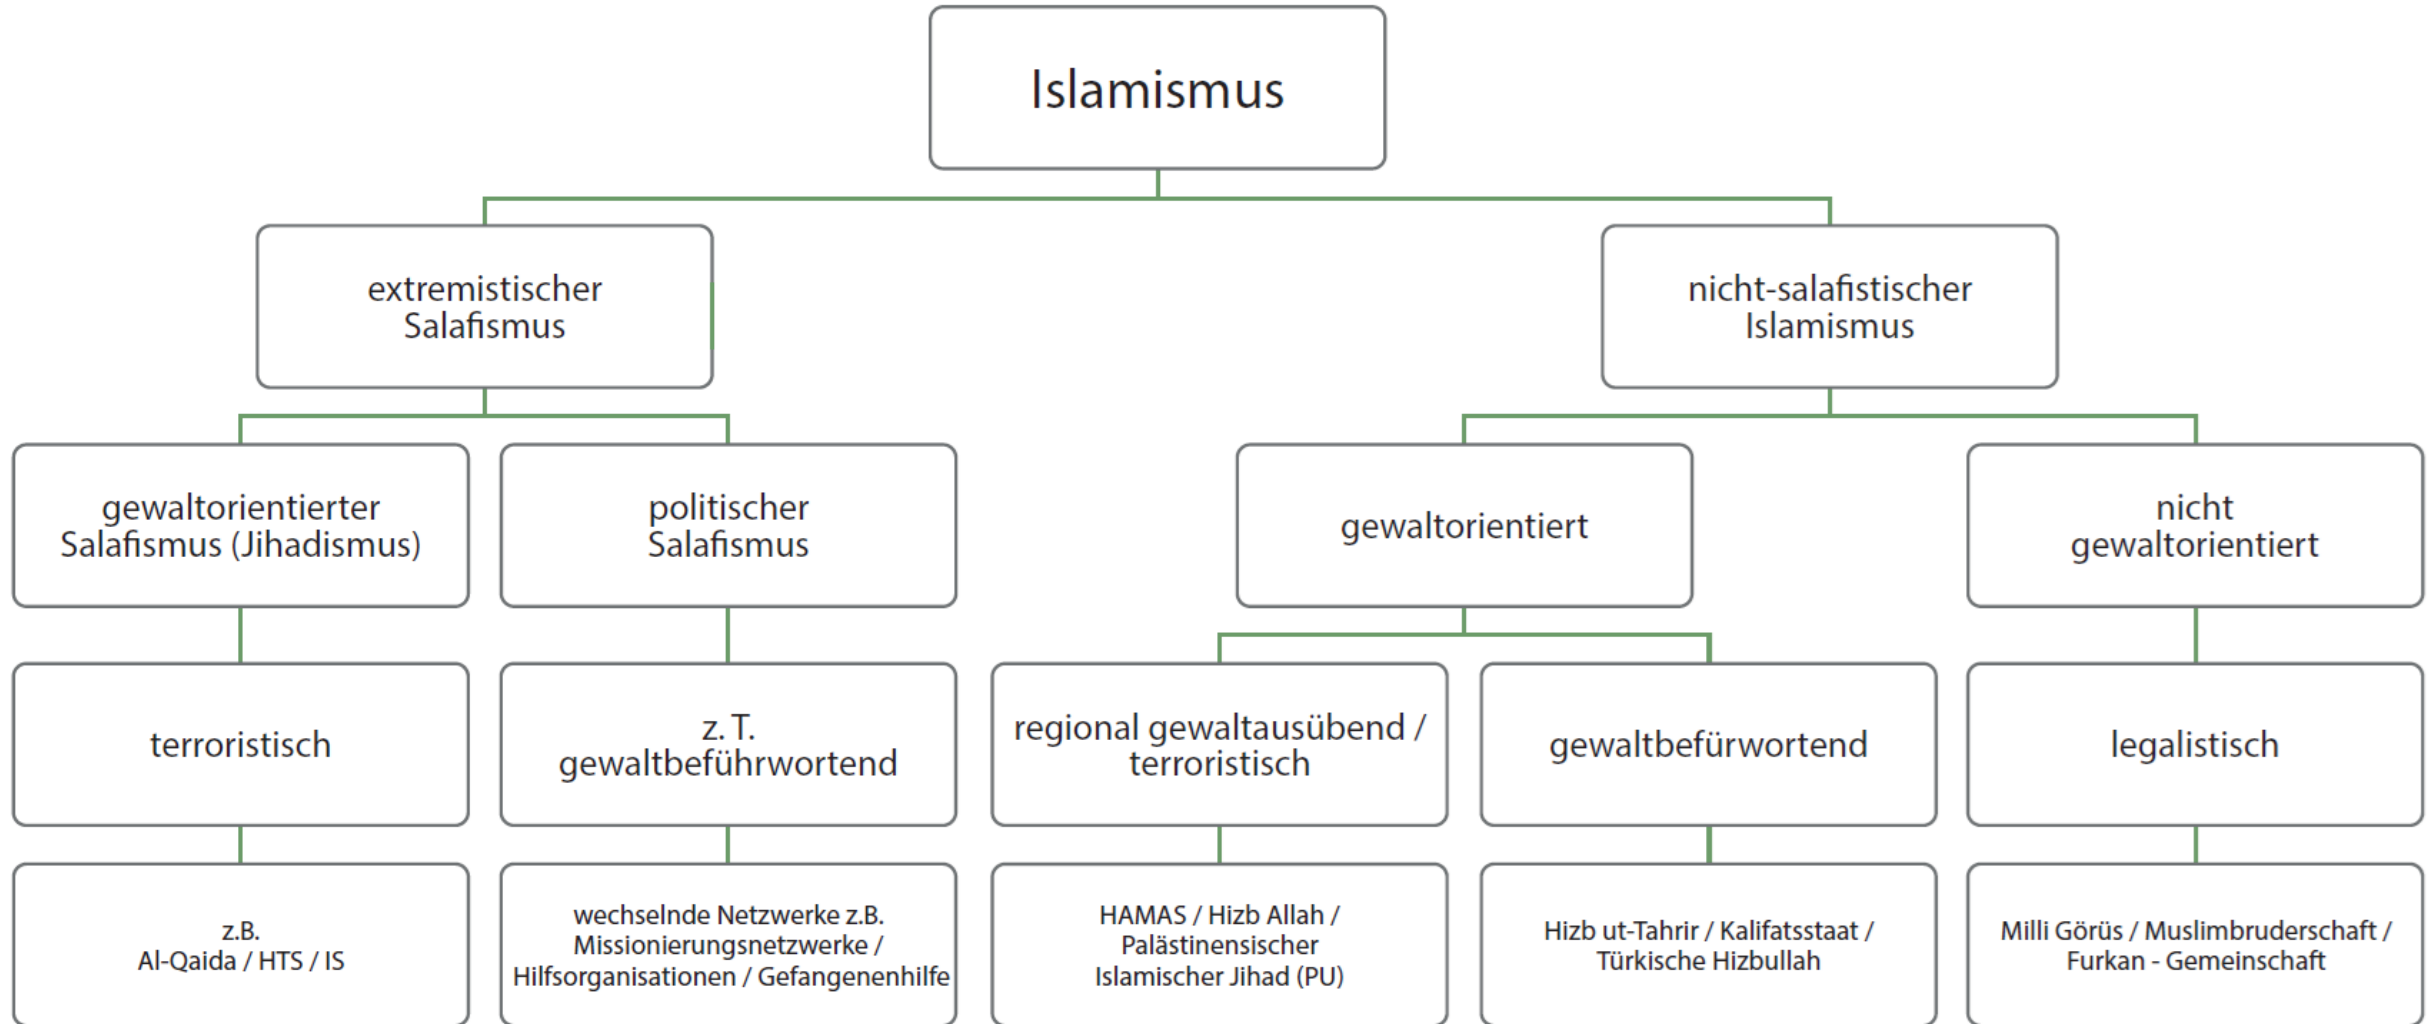 Islamismus
extremistischer
Salafismus
nicht-salafistischer
Islamismus
gewaltorientierter
Salafismus (Jihadismus)
politischer
Salafismus
gewaltorientiert
nicht
gewaltorientiert
terroristisch
z. T.
gewaltbeführwortend
regional gewaltausübend /
terroristisch
gewaltbefürwortend
legalistisch
z.B.
Al-Qaida / HTS / IS
wechselnde Netzwerke z.B.
Missionierungsnetzwerke /
Hilfsorganisationen / Gefangenenhilfe
HAMAS / Hizb Allah /
Palästinensischer
Islamischer Jihad (PU)
Hizb ut-Tahrir / Kalifatsstaat /
Türkische Hizbullah
Milli Görüs / Muslimbruderschaft /
Furkan - Gemeinschaft